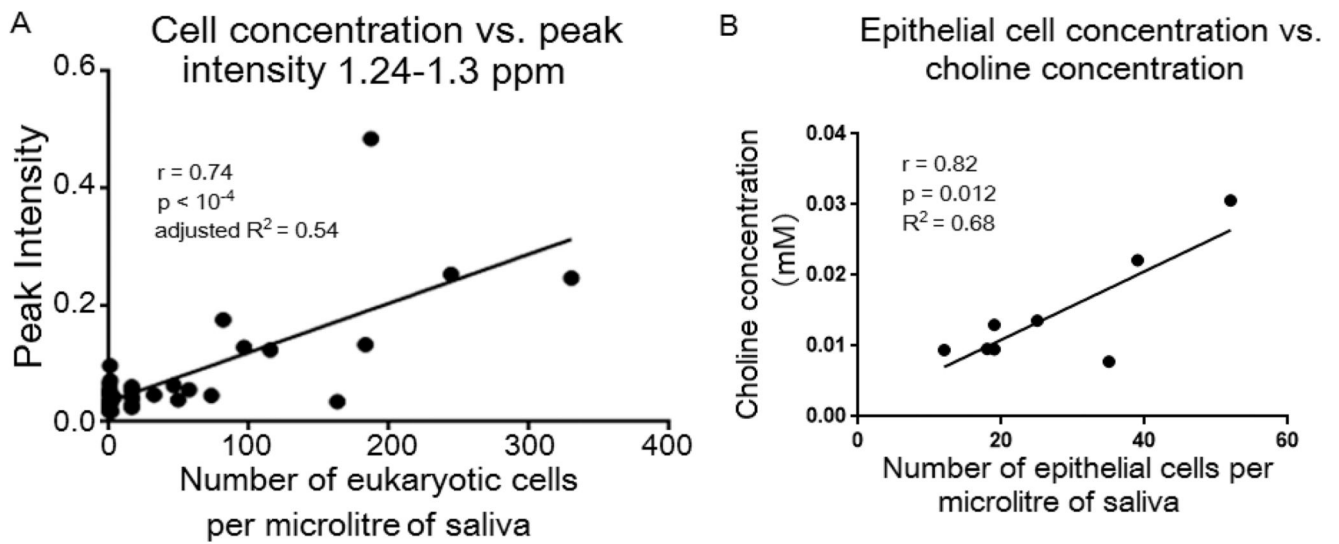 A
Cell concentration vs. peak
intensity 1.24-1.3 ppm
Peak Intensity
0.6
0.4
0.2
0.0
r = 0.74
p < 10⁻⁴
adjusted R² = 0.54
0 100 200 300 400
Number of eukaryotic cells
per microlitre of saliva
B
Epithelial cell concentration vs.
choline concentration
Choline concentration
(mM)
0.04
0.03
0.02
0.01
0.00
r = 0.82
p = 0.012
R² = 0.68
0 20 40 60
Number of epithelial cells per
microlitre of saliva